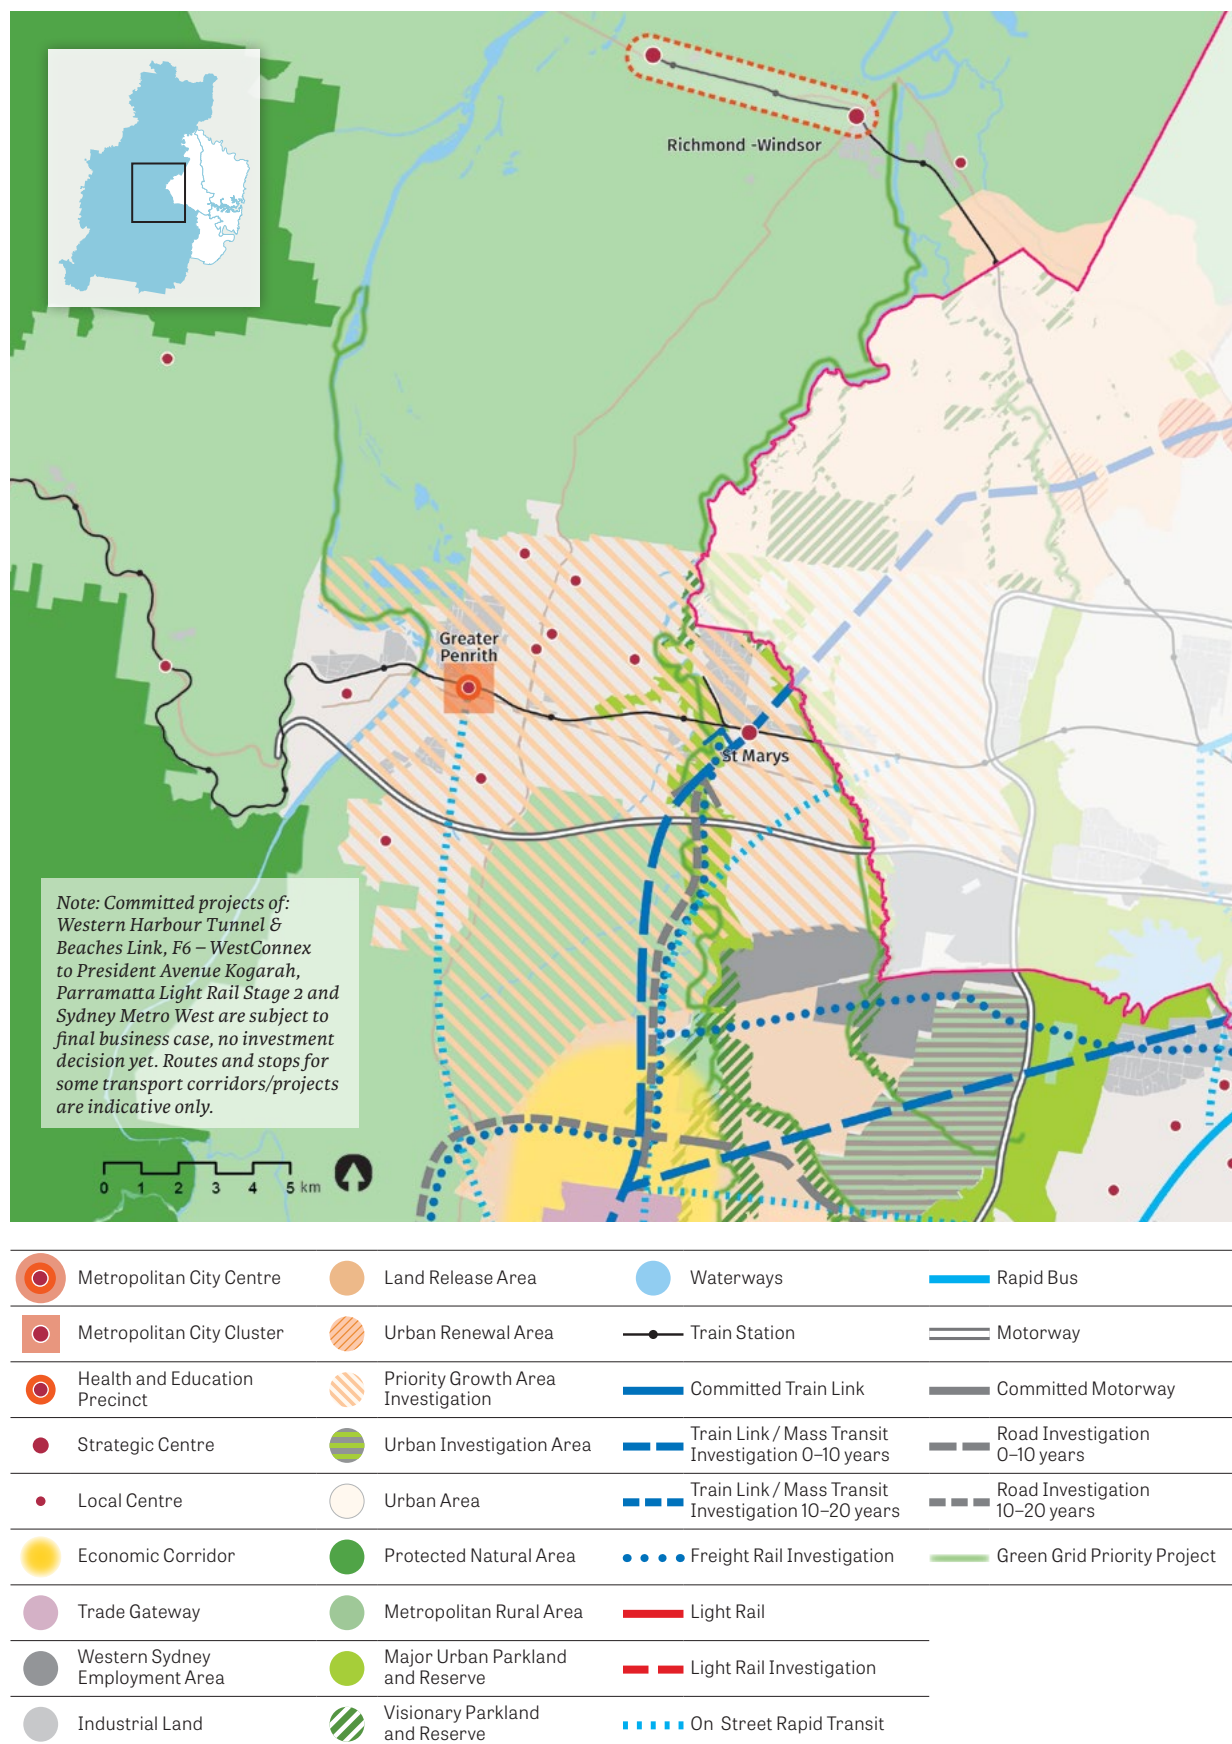 Richmond -Windsor
Greater
Penrith
St Marys
Note: Committed projects of:
Western Harbour Tunnel &
Beaches Link, F6 – WestConnex
to President Avenue Kogarah,
Parramatta Light Rail Stage 2 and
Sydney Metro West are subject to
final business case, no investment
decision yet. Routes and stops for
some transport corridors/projects
are indicative only.
0 1 2 3 4 5 km
Metropolitan City Centre
Land Release Area
Waterways
Rapid Bus
Metropolitan City Cluster
Urban Renewal Area
Train Station
Motorway
Health and Education
Precinct
Priority Growth Area
Investigation
Committed Train Link
Committed Motorway
Strategic Centre
Urban Investigation Area
Train Link / Mass Transit
Investigation 0–10 years
Road Investigation
0–10 years
Local Centre
Urban Area
Train Link / Mass Transit
Investigation 10–20 years
Road Investigation
10–20 years
Economic Corridor
Protected Natural Area
Freight Rail Investigation
Green Grid Priority Project
Trade Gateway
Metropolitan Rural Area
Light Rail
Western Sydney
Employment Area
Major Urban Parkland
and Reserve
Light Rail Investigation
Industrial Land
Visionary Parkland
and Reserve
On Street Rapid Transit